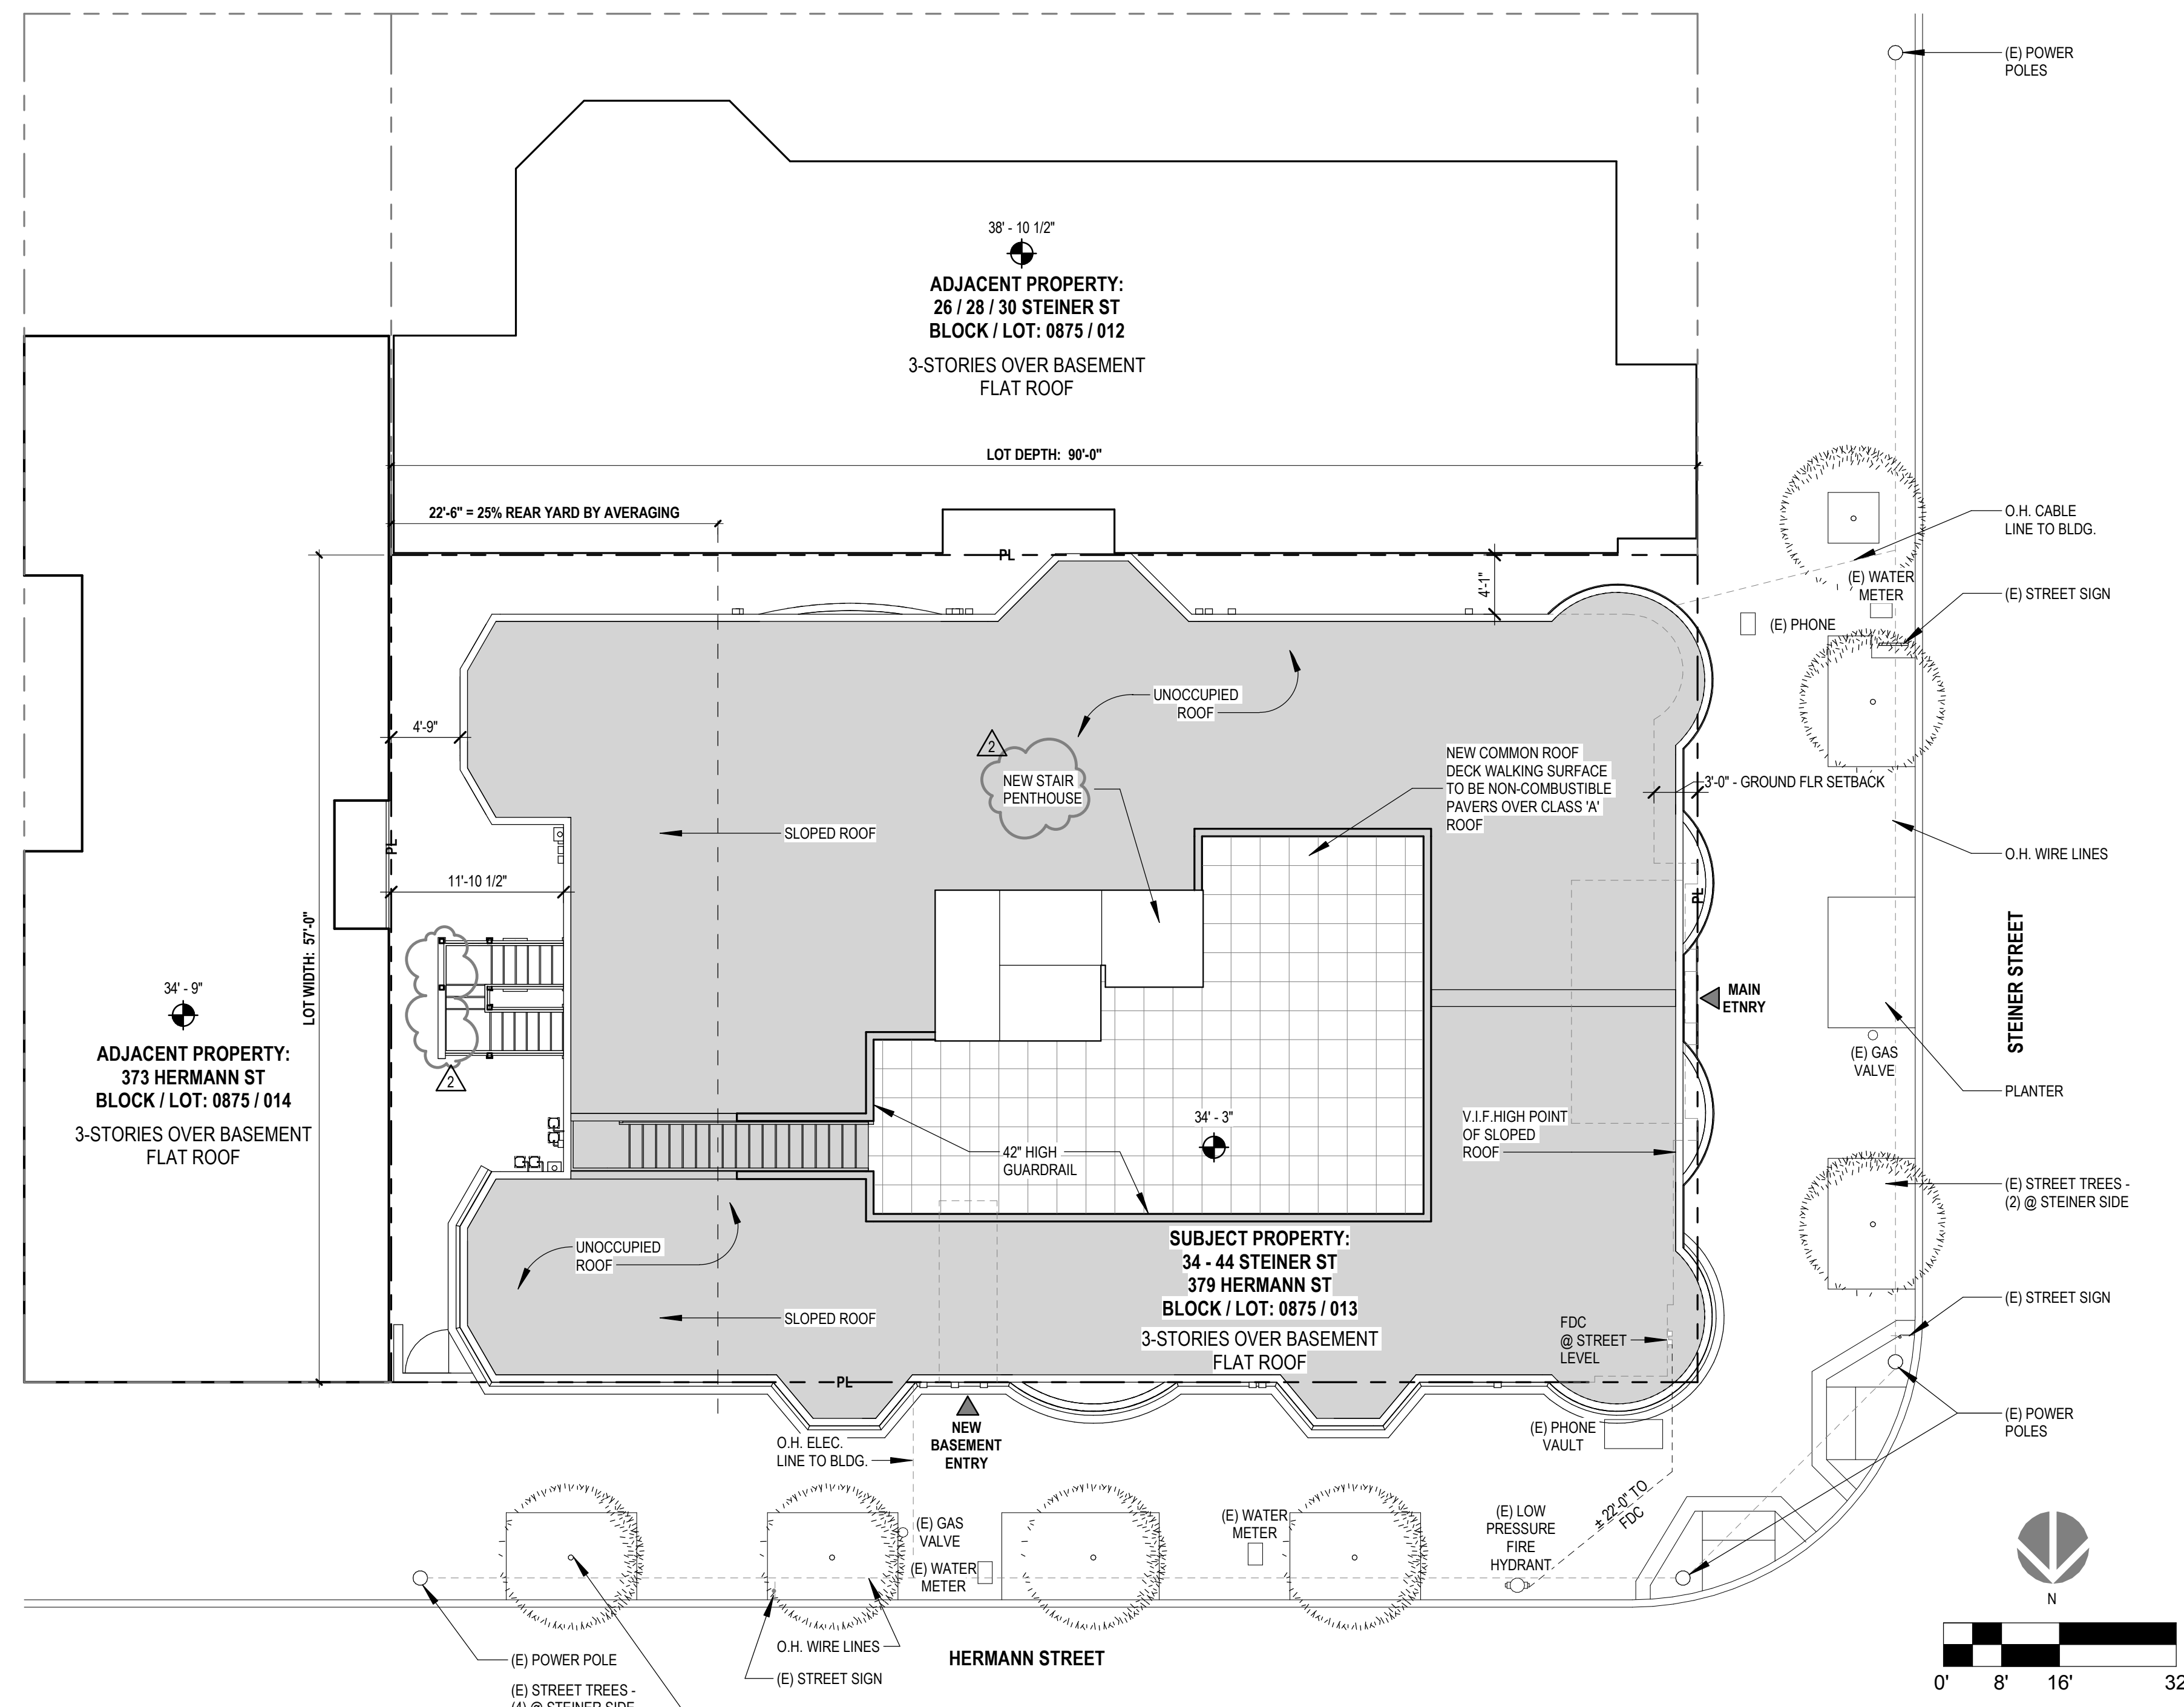 (E) POWER
POLES
38' - 10 1/2"
ADJACENT PROPERTY:
26 / 28 / 30 STEINER ST
BLOCK / LOT: 0875 / 012
3-STORIES OVER BASEMENT
FLAT ROOF
LOT DEPTH: 90'-0"
22'-6" = 25% REAR YARD BY AVERAGING
O.H. CABLE
LINE TO BLDG.
PL
4'-1"
(E) WATER
METER
(E) STREET SIGN
(E) PHONE
UNOCCUPIED
ROOF
4'-9"
2
NEW STAIR
PENTHOUSE
NEW COMMON ROOF
DECK WALKING SURFACE
TO BE NON-COMBUSTIBLE
PAVERS OVER CLASS 'A'
ROOF
3'-0" - GROUND FLR SETBACK
SLOPED ROOF
PL
O.H. WIRE LINES
11'-10 1/2"
PL
LOT WIDTH: 57'-0"
STEINER STREET
34' - 9"
ADJACENT PROPERTY:
373 HERMANN ST
BLOCK / LOT: 0875 / 014
3-STORIES OVER BASEMENT
FLAT ROOF
2
MAIN
ETNRY
(E) GAS
VALVE
PLANTER
34' - 3"
V.I.F.HIGH POINT
OF SLOPED
ROOF
42" HIGH
GUARDRAIL
(E) STREET TREES -
(2) @ STEINER SIDE
UNOCCUPIED
ROOF
SUBJECT PROPERTY:
34 - 44 STEINER ST
379 HERMANN ST
BLOCK / LOT: 0875 / 013
3-STORIES OVER BASEMENT
FLAT ROOF
SLOPED ROOF
FDC
@ STREET
LEVEL
(E) STREET SIGN
PL
NEW
BASEMENT
ENTRY
O.H. ELEC.
LINE TO BLDG.
(E) PHONE
VAULT
(E) POWER
POLES
(E) GAS
VALVE
(E) WATER
METER
(E) WATER
METER
(E) LOW
PRESSURE
FIRE
HYDRANT
± 22'-0" TO
FDC
N
O.H. WIRE LINES
HERMANN STREET
(E) POWER POLE
(E) STREET SIGN
(E) STREET TREES -
(4) @ STEINER SIDE
0' 8' 16' 32